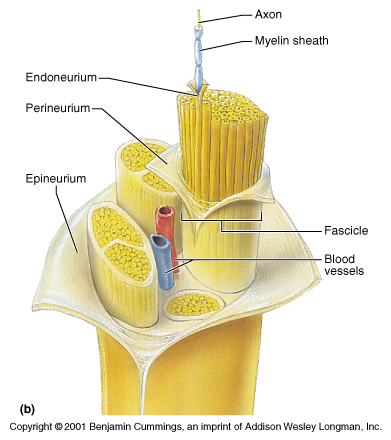 Axon
Myelin sheath
Endoneurium
Perineurium
Epineurium
Fascicle
Blood
vessels
(b)
Copyright © 2001 Benjamin Cummings, an imprint of Addison Wesley Longman, Inc.